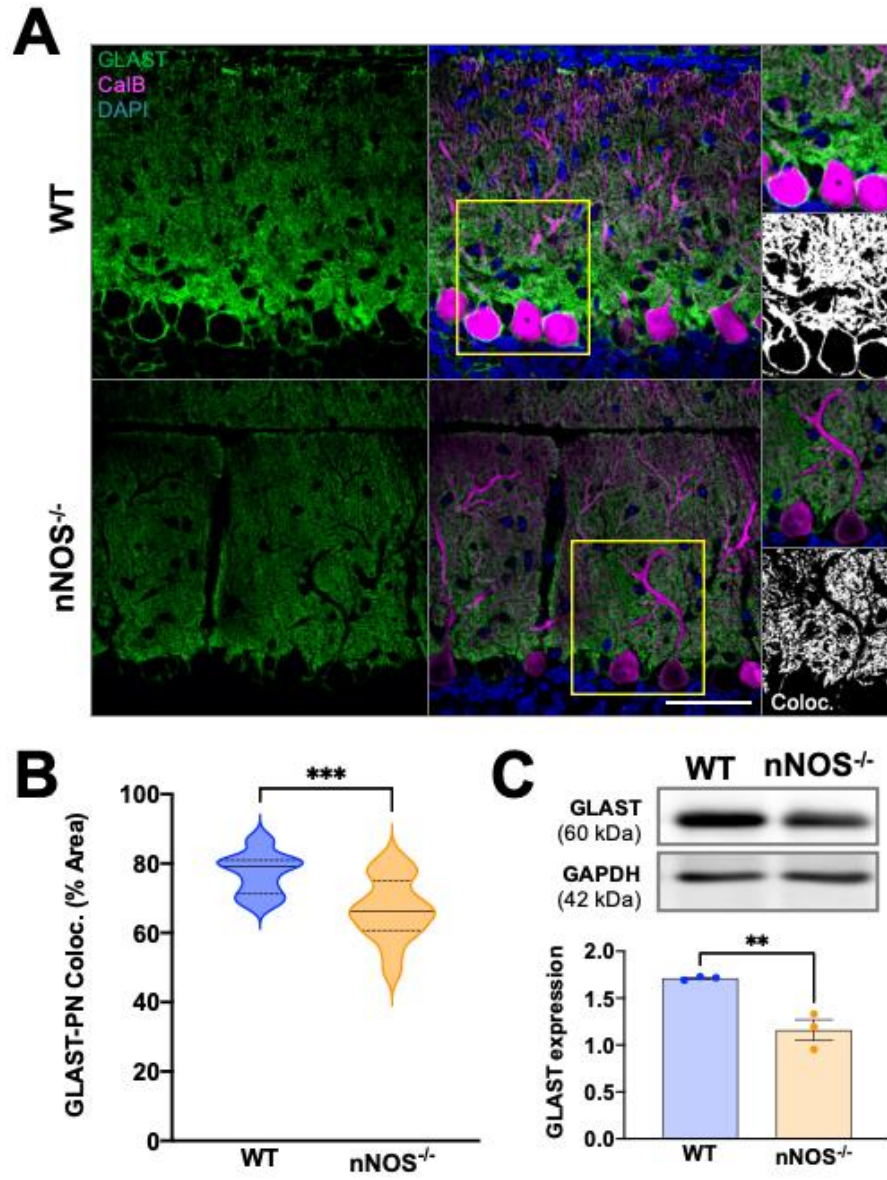 A
GLAST
CalB
DAPI
WT
nNOS-/-
Coloc.
B
***
100
80
60
40
20
0
GLAST-PN Coloc. (% Area)
WT
nNOS-/-
C
WT nNOS-/-
GLAST
(60 kDa)
GAPDH
(42 kDa)
**
2.0
1.5
1.0
0.5
0.0
GLAST expression
WT
nNOS-/-